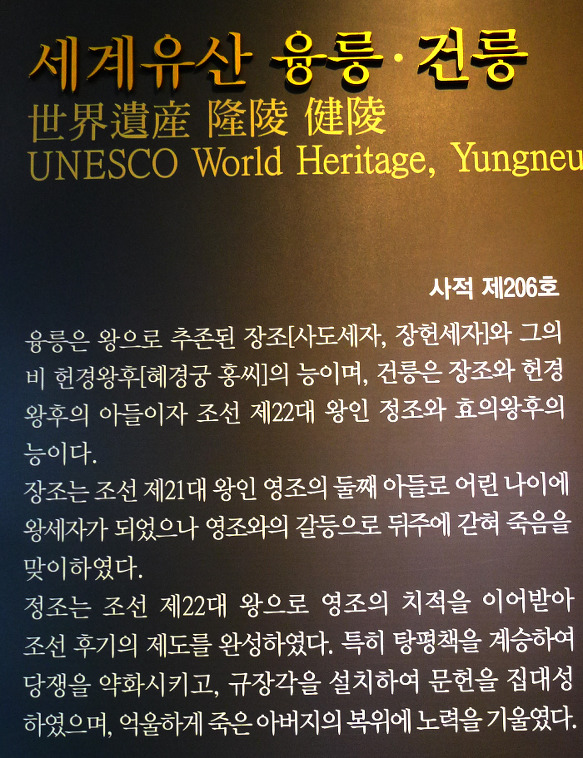 세계유산 융릉·건릉
世界遺産 隆陵 健陵
UNESCO World Heritage, Yungneu
사적 제206호
융릉은 왕으로 추존된 장조[사도세자, 장헌세자]와 그의
비 헌경왕후[혜경궁 홍씨]의 능이며, 건릉은 장조와 헌경
왕후의 아들이자 조선 제22대 왕인 정조와 효의왕후의
능이다.
장조는 조선 제21대 왕인 영조의 둘째 아들로 어린 나이에
왕세자가 되었으나 영조와의 갈등으로 뒤주에 갇혀 죽음을
맞이하였다.
정조는 조선 제22대 왕으로 영조의 치적을 이어받아
조선 후기의 제도를 완성하였다. 특히 탕평책을 계승하여
당쟁을 약화시키고, 규장각을 설치하여 문헌을 집대성
하였으며, 억울하게 죽은 아버지의 복위에 노력을 기울였다.